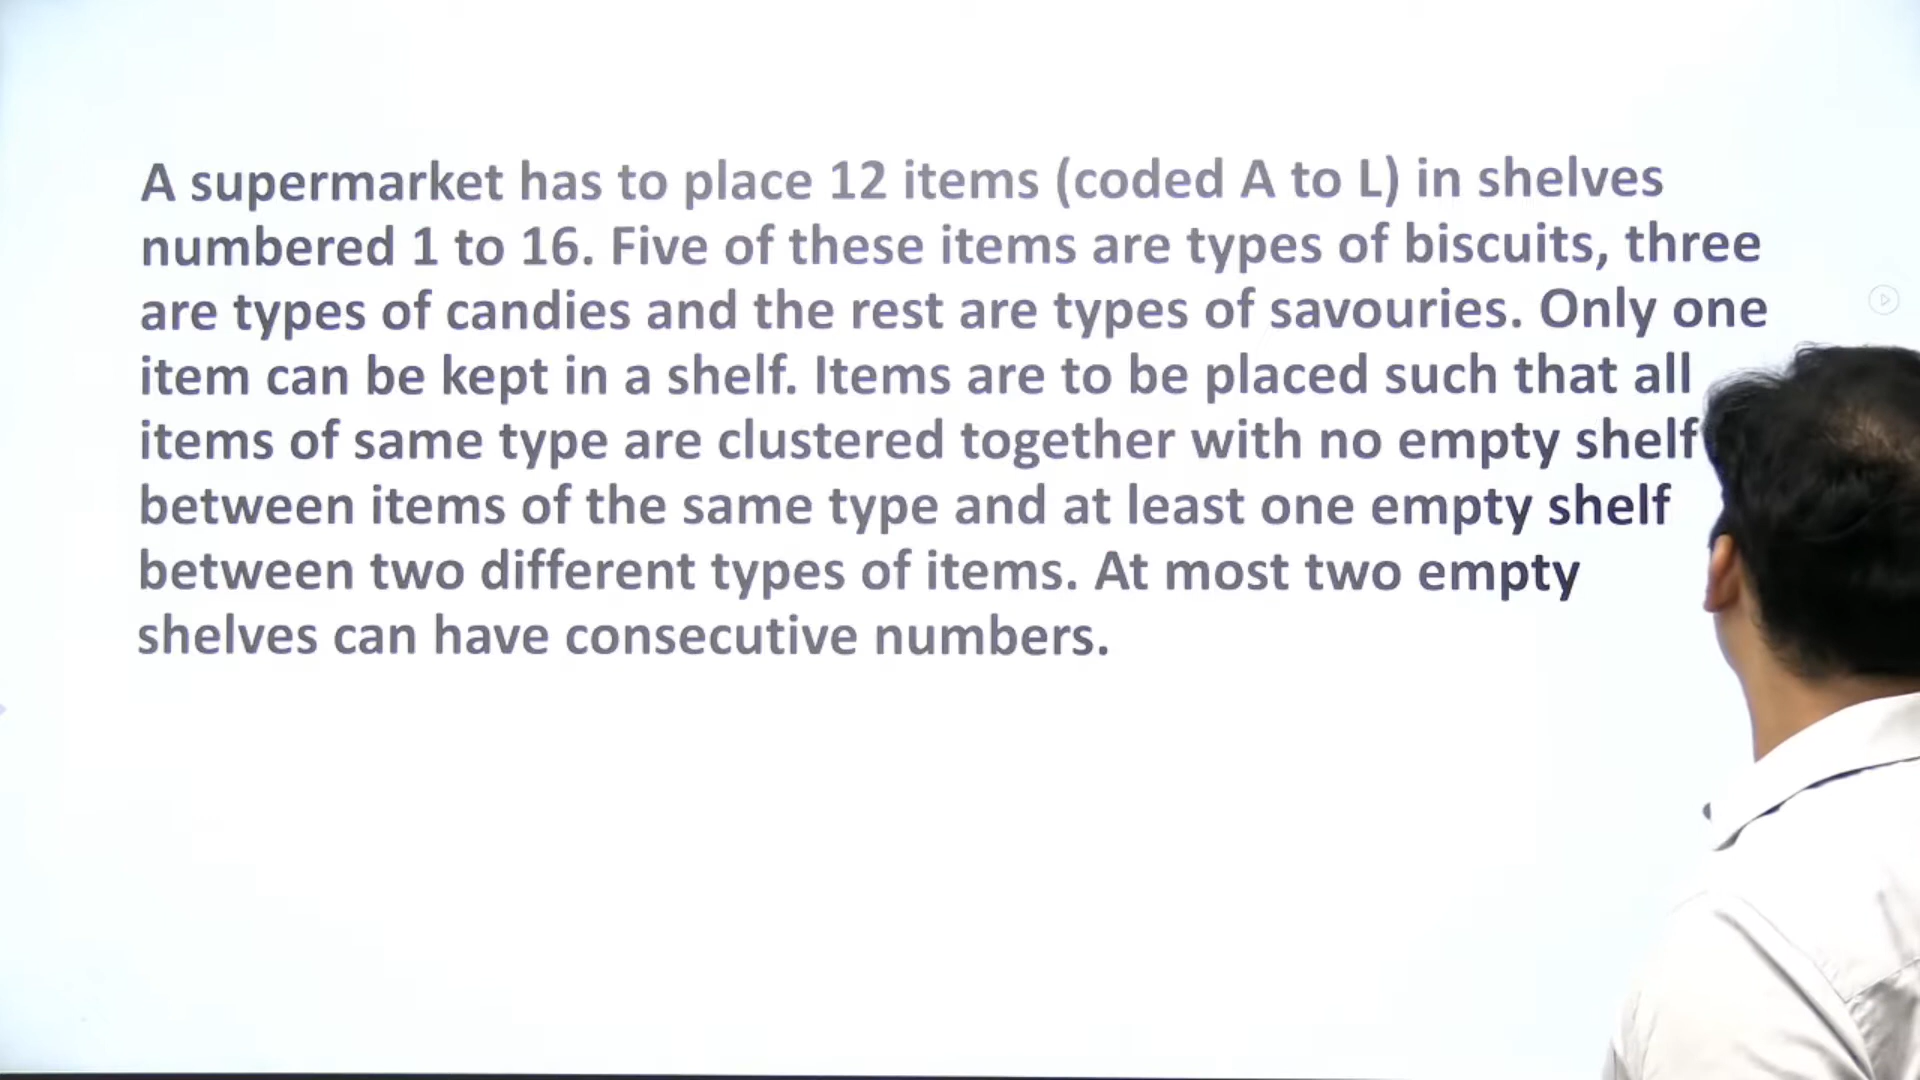 A supermarket has to place 12 items (coded A to L) in shelves
numbered 1 to 16. Five of these items are types of biscuits, three
are types of candies and the rest are types of savouries. Only one
item can be kept in a shelf. Items are to be placed such that all
items of same type are clustered together with no empty shelf
between items of the same type and at least one empty shelf
between two different types of items. At most two empty
shelves can have consecutive numbers.